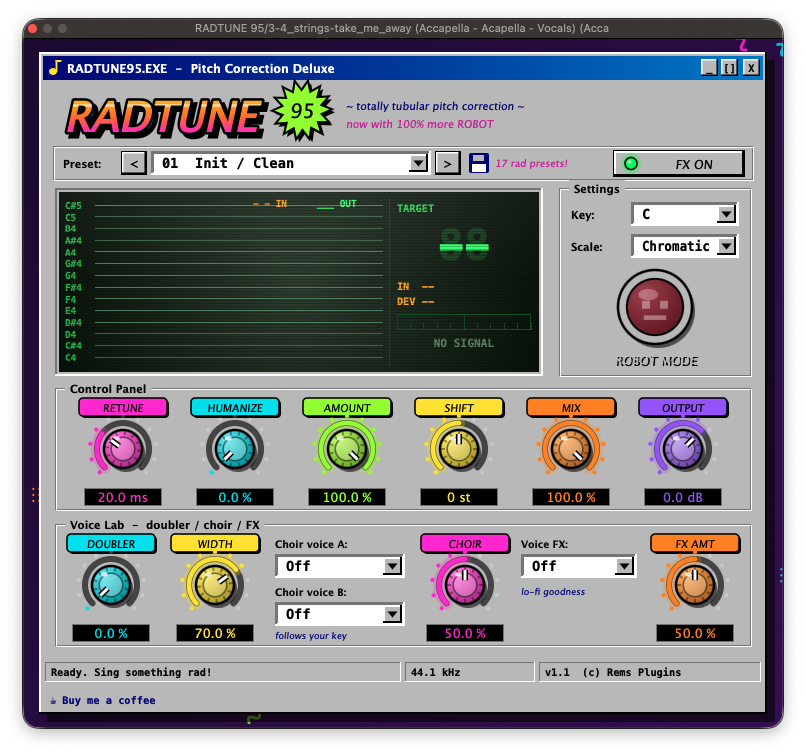 RADTUNE 95/3-4_strings-take_me_away (Accapella - Acapella - Vocals) (Acca
RADTUNE95.EXE - Pitch Correction Deluxe
_ [] X
RADTUNE 95
~ totally tubular pitch correction ~
now with 100% more ROBOT
Preset: < 01 Init / Clean > 17 rad presets! FX ON
C#5
C5
B4
A#4
A4
G#4
G4
F#4
F4
E4
D#4
D4
C#4
C4
-- IN ___ OUT
TARGET
--
IN --
DEV --
NO SIGNAL
Settings
Key: C
Scale: Chromatic
ROBOT MODE
Control Panel
RETUNE HUMANIZE AMOUNT SHIFT MIX OUTPUT
20.0 ms 0.0 % 100.0 % 0 st 100.0 % 0.0 dB
Voice Lab - doubler / choir / FX
DOUBLER
0.0 %
WIDTH
70.0 %
Choir voice A:
Off
Choir voice B:
Off
follows your key
CHOIR
50.0 %
Voice FX:
Off
lo-fi goodness
FX AMT
50.0 %
Ready. Sing something rad! 44.1 kHz v1.1 (c) Rems Plugins
☕ Buy me a coffee